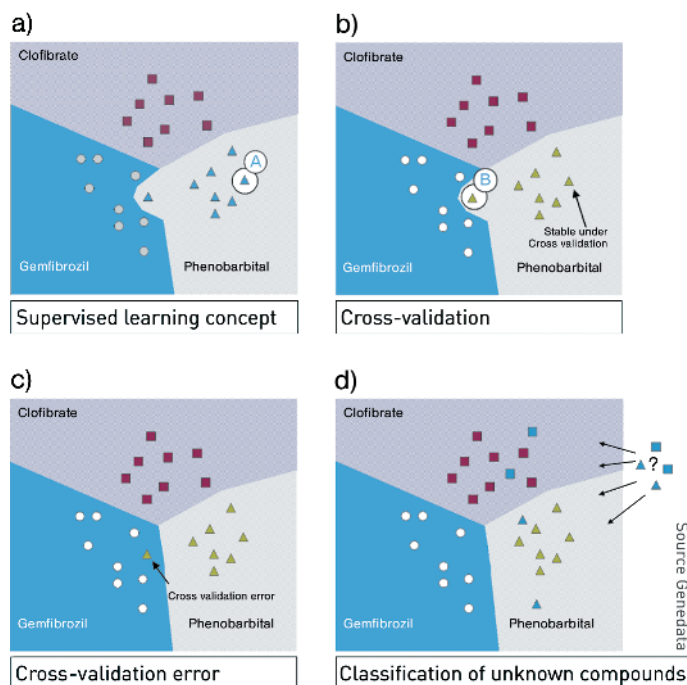 a)
Clofibrate
A
Gemfibrozil
Phenobarbital
Supervised learning concept
b)
Clofibrate
B
Stable under
Cross validation
Gemfibrozil
Phenobarbital
Cross-validation
c)
Clofibrate
Cross validation error
Gemfibrozil
Phenobarbital
Cross-validation error
d)
Clofibrate
?
Gemfibrozil
Phenobarbital
Classification of unknown compounds
Source Genedata